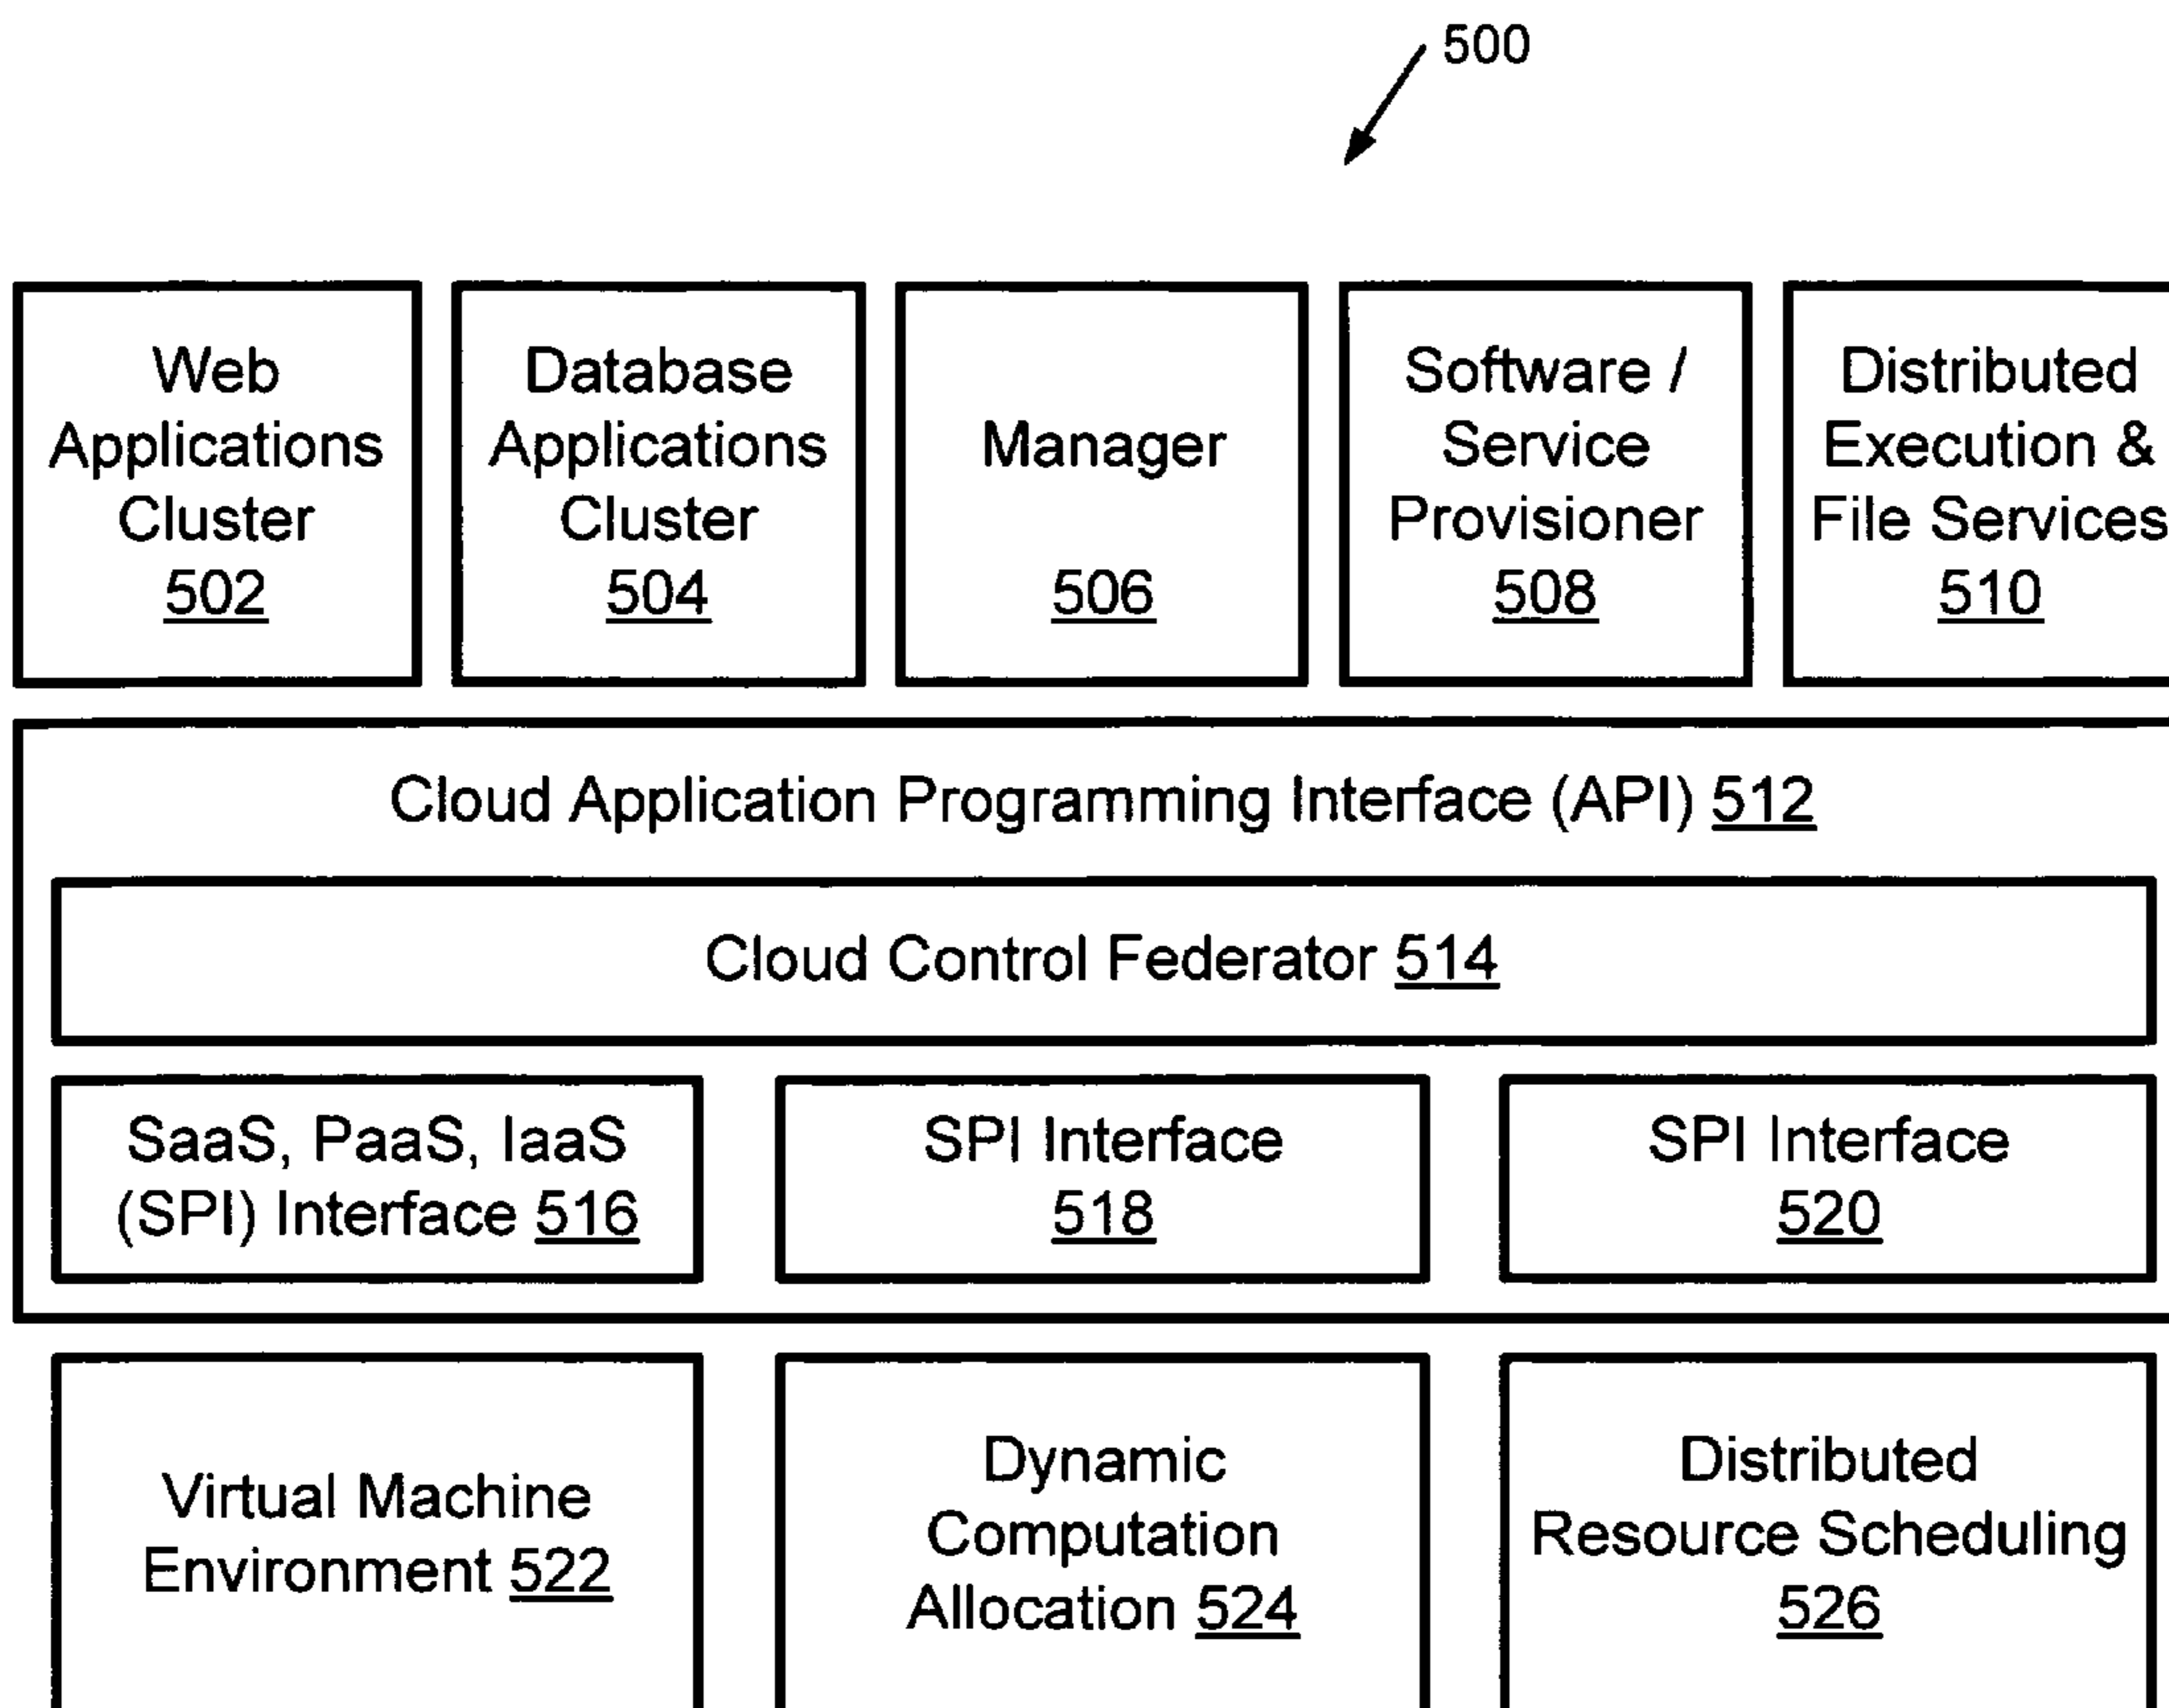 500
Web
Applications
Cluster
502
Database
Applications
Cluster
504
Manager
506
Software /
Service
Provisioner
508
Distributed
Execution &
File Services
510
Cloud Application Programming Interface (API) 512
Cloud Control Federator 514
SaaS, PaaS, IaaS
(SPI) Interface 516
SPI Interface
518
SPI Interface
520
Virtual Machine
Environment 522
Dynamic
Computation
Allocation 524
Distributed
Resource Scheduling
526